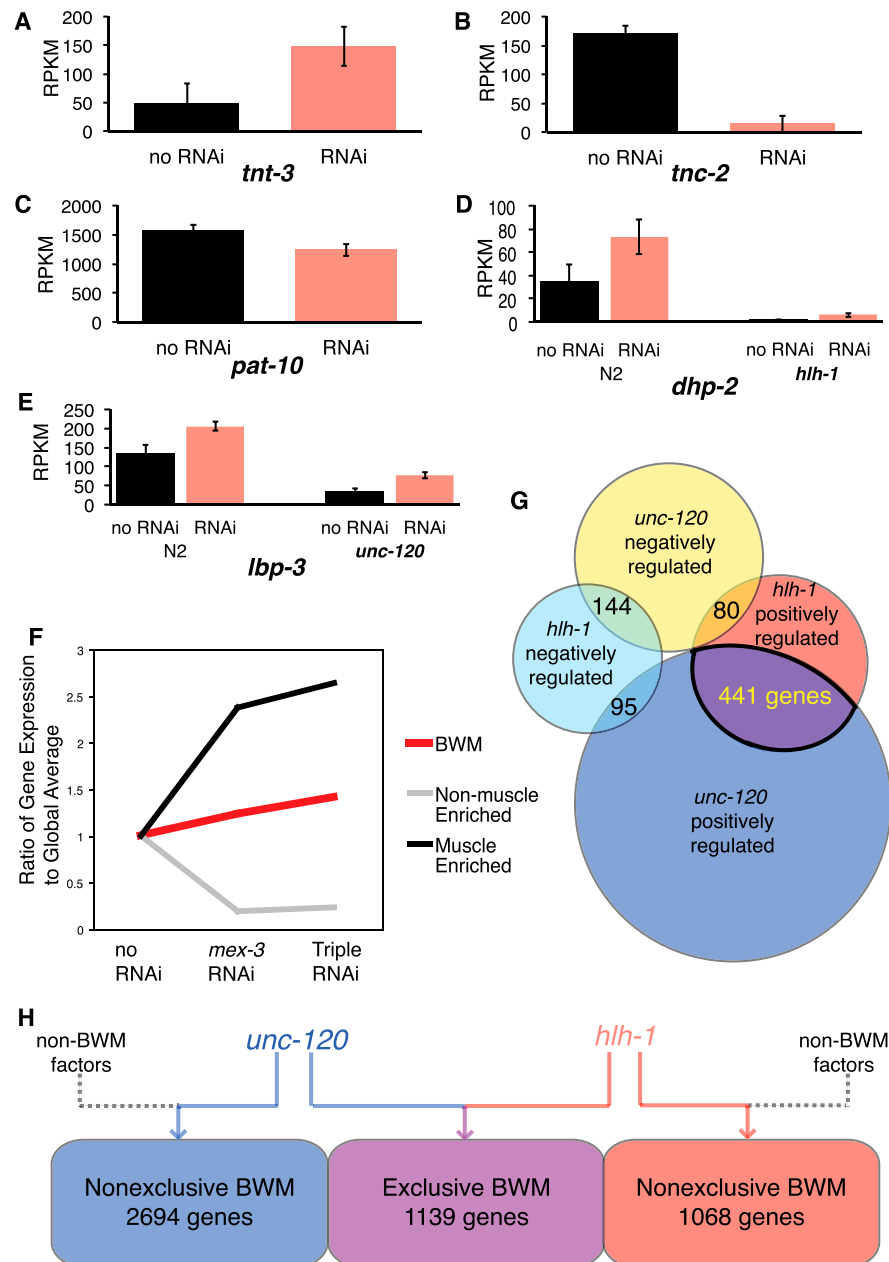 A
200
150
100
50
0
RPKM
no RNAi
RNAi
tnt-3
B
200
150
100
50
0
RPKM
no RNAi
RNAi
tnc-2
C
2000
1500
1000
500
0
RPKM
no RNAi
RNAi
pat-10
D
100
80
60
40
20
0
RPKM
no RNAi RNAi
N2
no RNAi RNAi
hlh-1
dhp-2
E
250
200
150
100
50
0
RPKM
no RNAi RNAi
N2
no RNAi RNAi
unc-120
lbp-3
F
3
2.5
2
1.5
1
0.5
0
Ratio of Gene Expression
to Global Average
no
RNAi
mex-3
RNAi
Triple
RNAi
BWM
Non-muscle
Enriched
Muscle
Enriched
G
unc-120
negatively
regulated
144
80
hlh-1
negatively
regulated
hlh-1
positively
regulated
95
441 genes
unc-120
positively
regulated
H
non-BWM
factors
unc-120
hlh-1
non-BWM
factors
Nonexclusive BWM
2694 genes
Exclusive BWM
1139 genes
Nonexclusive BWM
1068 genes